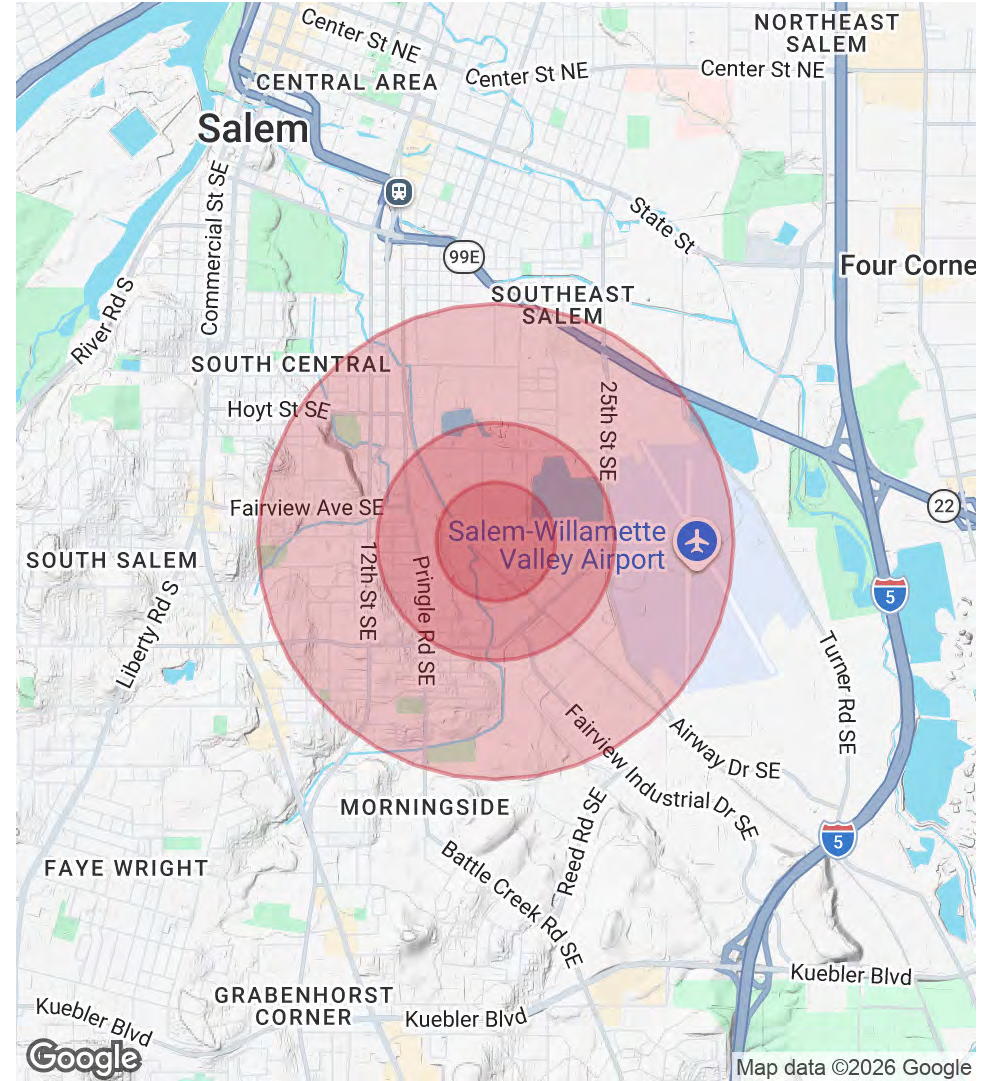 Center St NE
NORTHEAST
SALEM
CENTRAL AREA
Center St NE
Center St NE
Salem
Commercial St SE
State St
99E
Four Corne
River Rd S
SOUTHEAST
SALEM
SOUTH CENTRAL
Hoyt St SE
25th St SE
Fairview Ave SE
22
Salem-Willamette
Valley Airport
SOUTH SALEM
12th St SE
Pringle Rd SE
5
Liberty Rd S
Turner Rd SE
Airway Dr SE
Fairview Industrial Dr SE
MORNINGSIDE
Reed Rd SE
5
FAYE WRIGHT
Battle Creek Rd SE
Kuebler Blvd
GRABENHORST
CORNER
Kuebler Blvd
Kuebler Blvd
Google
Map data ©2026 Google